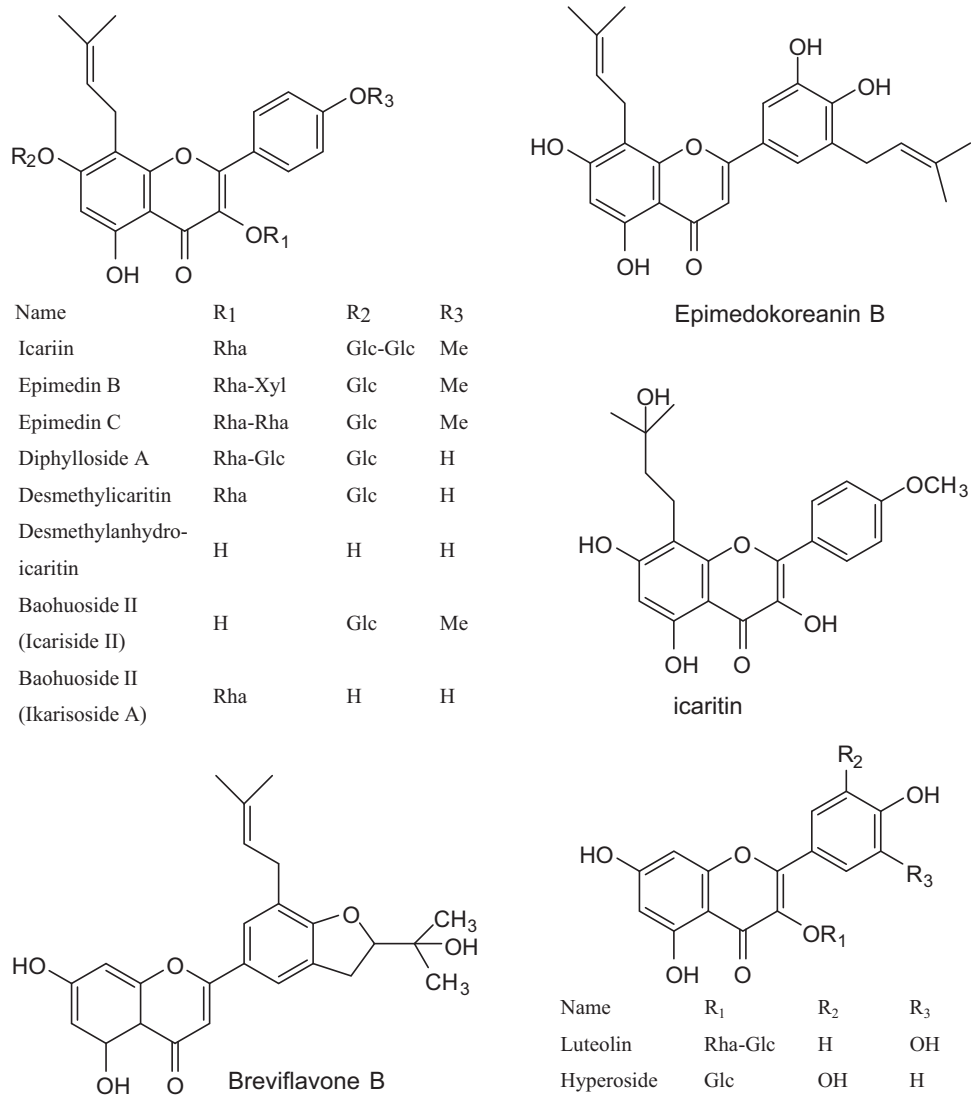 OR3
R2
O
O
OR1
OH
O
Name R1 R2 R3
Icariin Rha Glc-Glc Me
Epimedin B Rha-Xyl Glc Me
Epimedin C Rha-Rha Glc Me
Diphylloside A Rha-Glc Glc H
Desmethylicaritin Rha Glc H
Desmethylanhydro-
icaritin H H H
Baohuoside II
(Icariside II) H Glc Me
Baohuoside II
(Ikarisoside A) Rha H H
OH
OH
HO
O
OH
O
Epimedokoreanin B
OH
OCH3
HO
O
OH
OH
O
icaritin
O
CH3
OH
CH3
HO
O
OH
O
Breviflavone B
R2
OH
HO
O
R3
OR1
OH
O
Name R1 R2 R3
Luteolin Rha-Glc H OH
Hyperoside Glc OH H